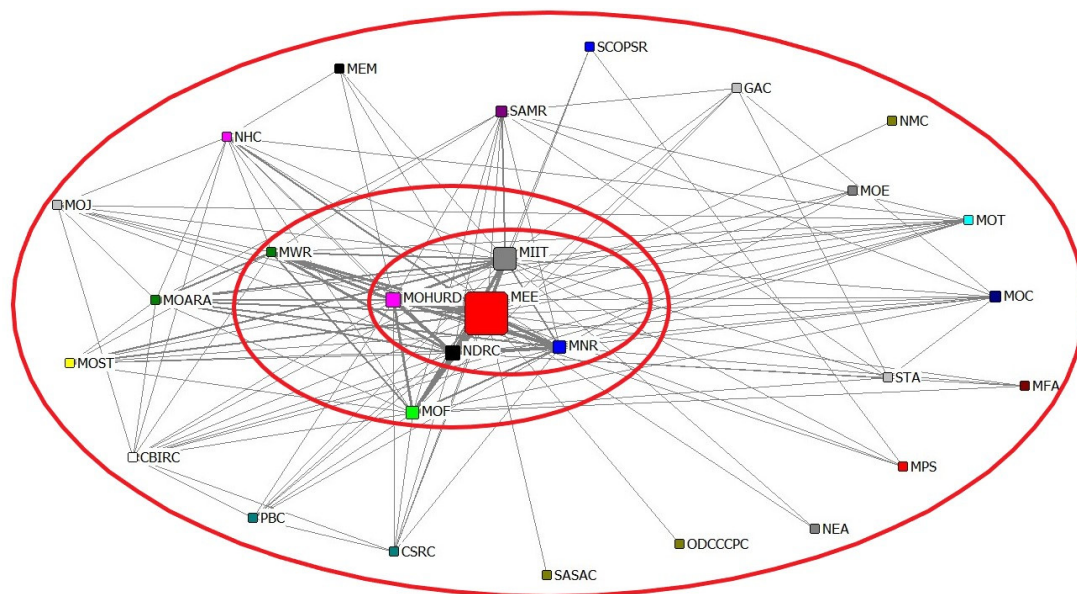 SCOPSR
MEM
GAC
SAMR
NMC
NHC
MOE
MOJ
MOT
MWR
MIIT
MOARA
MOHURD
MEE
MOC
MNR
NDRC
MOST
STA
MFA
MOF
CBIRC
MPS
PBC
NEA
ODCCCPC
CSRC
SASAC